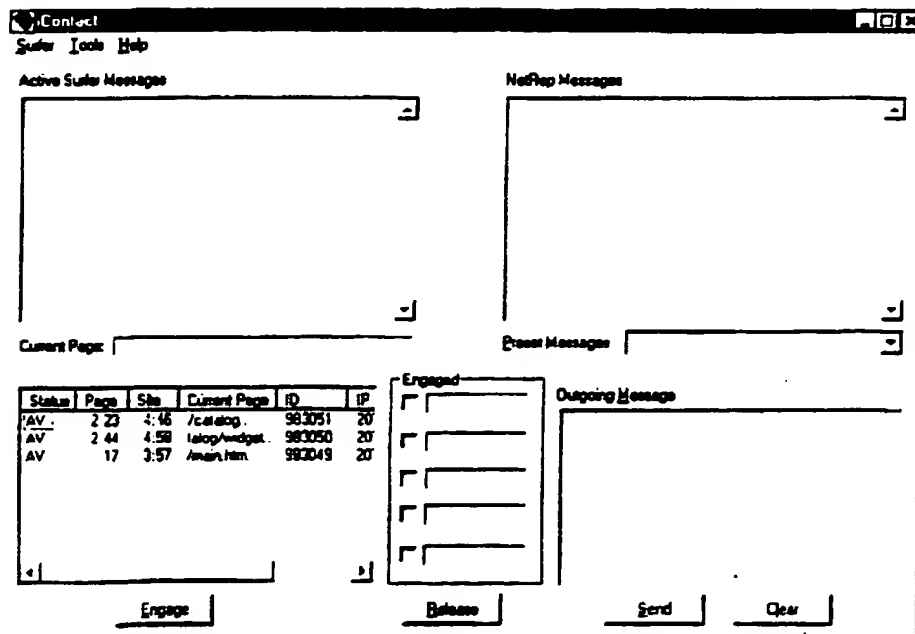 iContact
Surfer Tools Help
Active Surfer Messages
NetRep Messages
Current Page:
Preset Messages
Status Page Site Current Page ID IP
AV 2 23 4:46 /catalog.. 983051 20
AV 2 44 4:58 talog/widget.. 983050 20
AV 17 3:57 /main.htm 983049 20
Engaged
Outgoing Message
Engage
Release
Send
Clear